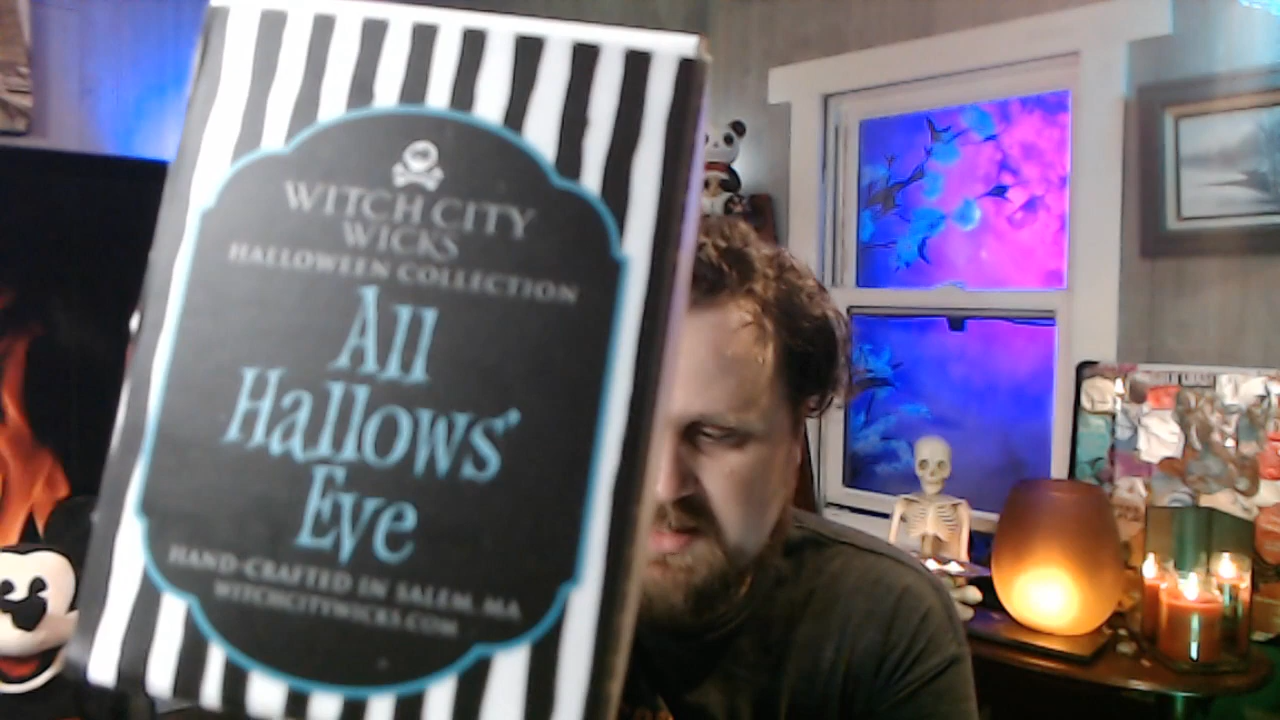 WITCH CITY
WICKS
HALLOWEEN COLLECTION
All
Hallows'
Eve
HAND-CRAFTED IN SALEM, MA
WITCHCITYWICKS.COM